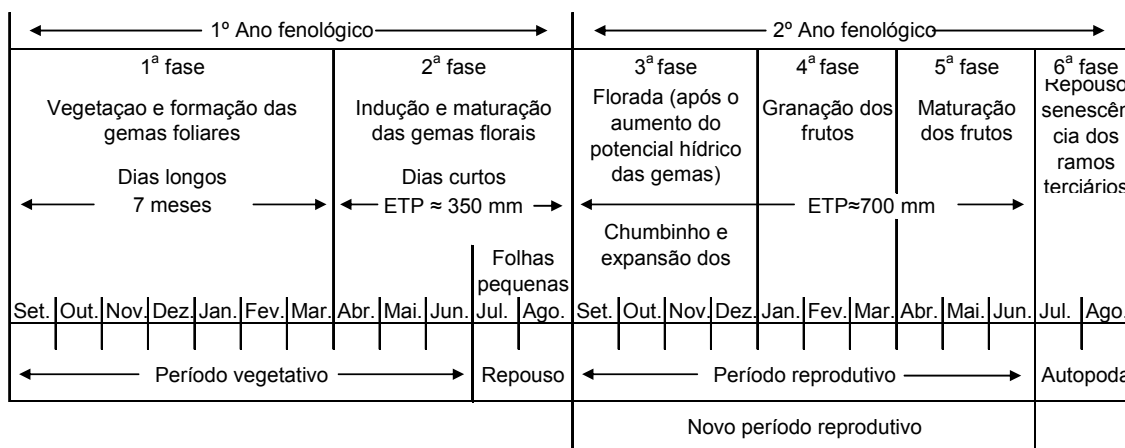 1º Ano fenológico
2º Ano fenológico
1ª fase
Vegetaçao e formação das
gemas foliares
Dias longos
7 meses
2ª fase
Indução e maturação
das gemas florais
Dias curtos
ETP ≈ 350 mm
Folhas
pequenas
3ª fase
Florada (após o
aumento do
potencial hídrico
das gemas)
Chumbinho e
expansão dos
4ª fase
Granação dos
frutos
5ª fase
Maturação
dos frutos
ETP≈700 mm
6ª fase
Repouso
senescên
cia dos
ramos
terciários
Set. Out. Nov. Dez. Jan. Fev. Mar. Abr. Mai. Jun. Jul. Ago. Set. Out. Nov. Dez. Jan. Fev. Mar. Abr. Mai. Jun. Jul. Ago.
Período vegetativo Repouso Período reprodutivo Autopoda
Novo período reprodutivo